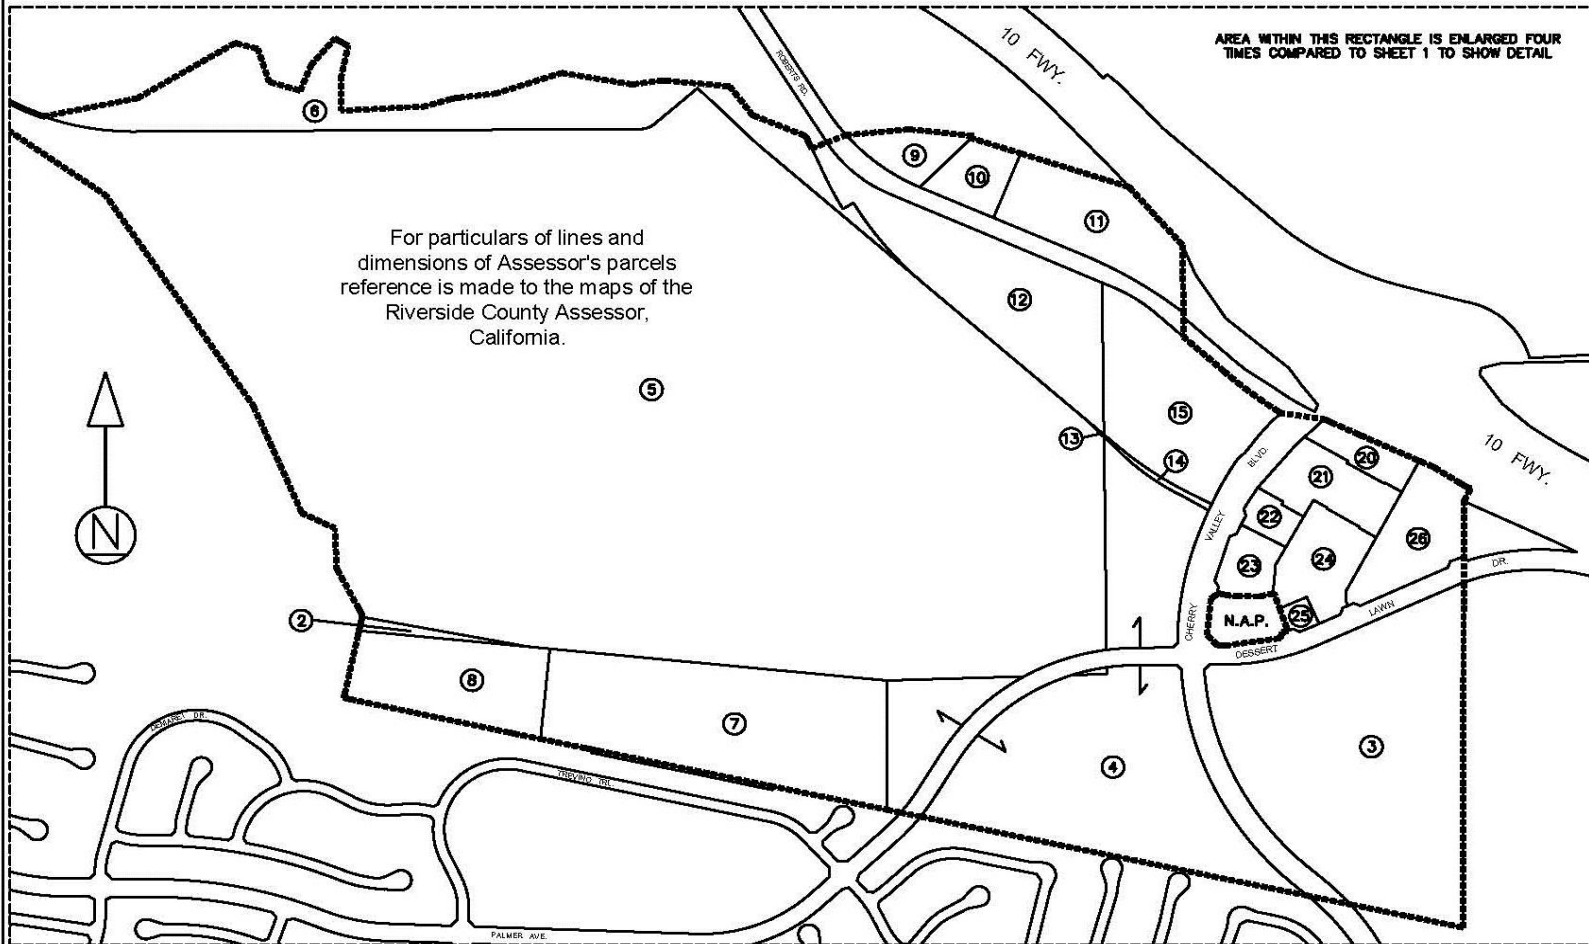 AREA WITHIN THIS RECTANGLE IS ENLARGED FOUR
TIMES COMPARED TO SHEET 1 TO SHOW DETAIL
10 FWY.
ROBERTS RD.
6
9
10
11
For particulars of lines and
dimensions of Assessor's parcels
reference is made to the maps of the
Riverside County Assessor,
California.
12
5
15
13
14
BLVD.
20
10 FWY.
21
22
VALLEY
26
24
23
DR.
N
2
CHERRY
N.A.P.
25
LAWN
DESSERT
8
7
3
4
DEMARET DR.
TREVINO TRL
PALMER AVE.